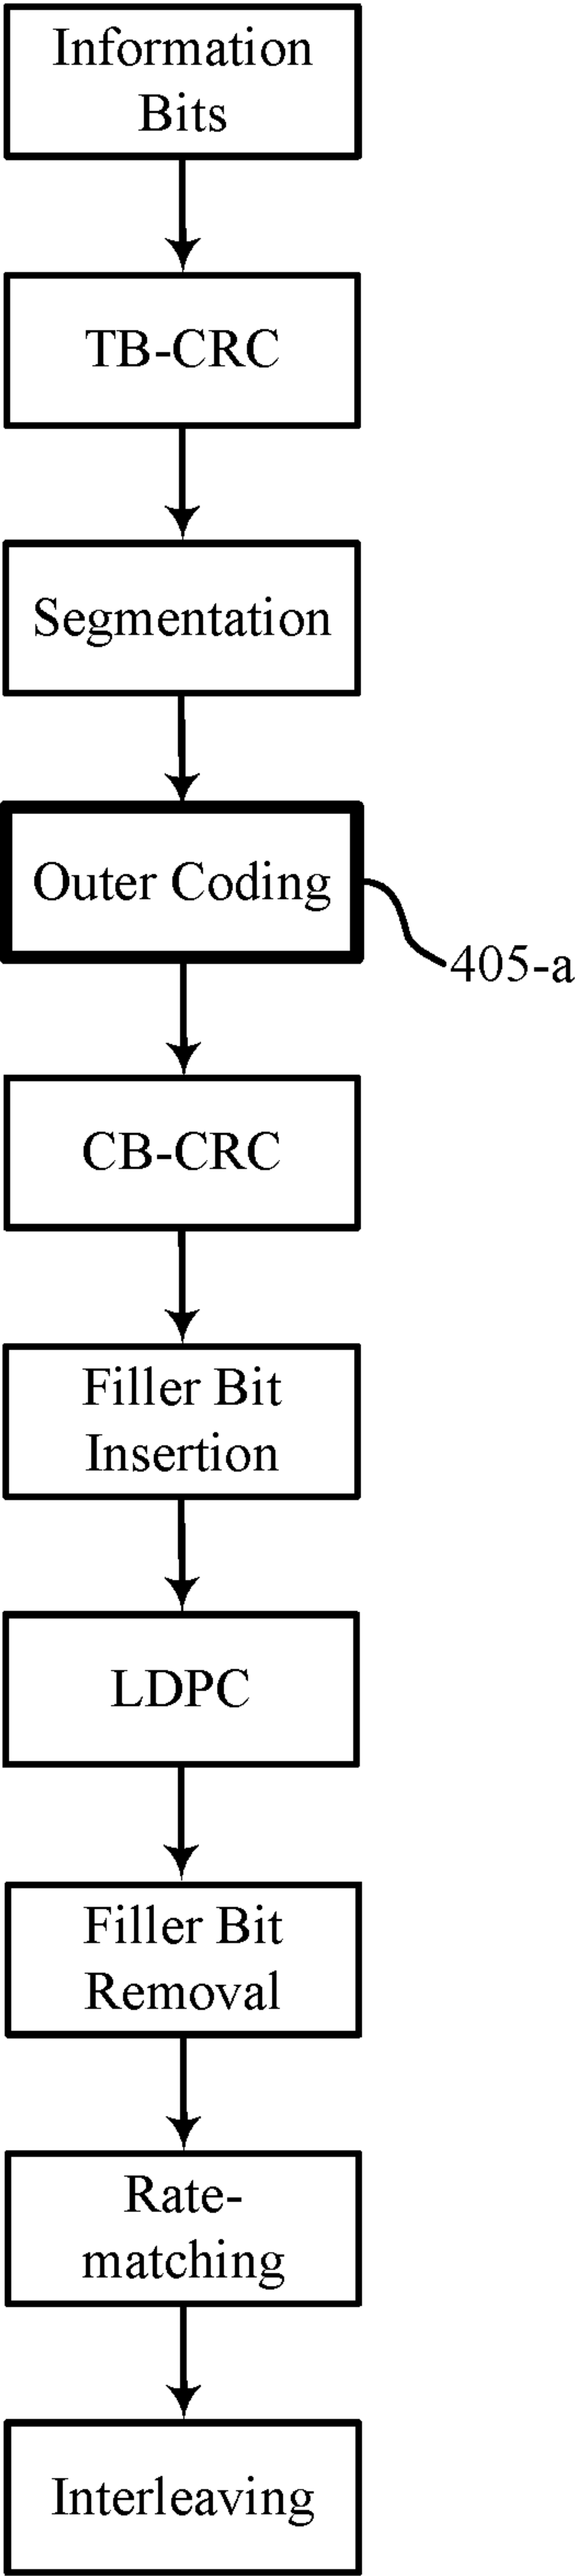 Information
Bits
TB-CRC
Segmentation
Outer Coding
405-a
CB-CRC
Filler Bit
Insertion
LDPC
Filler Bit
Removal
Rate-
matching
Interleaving